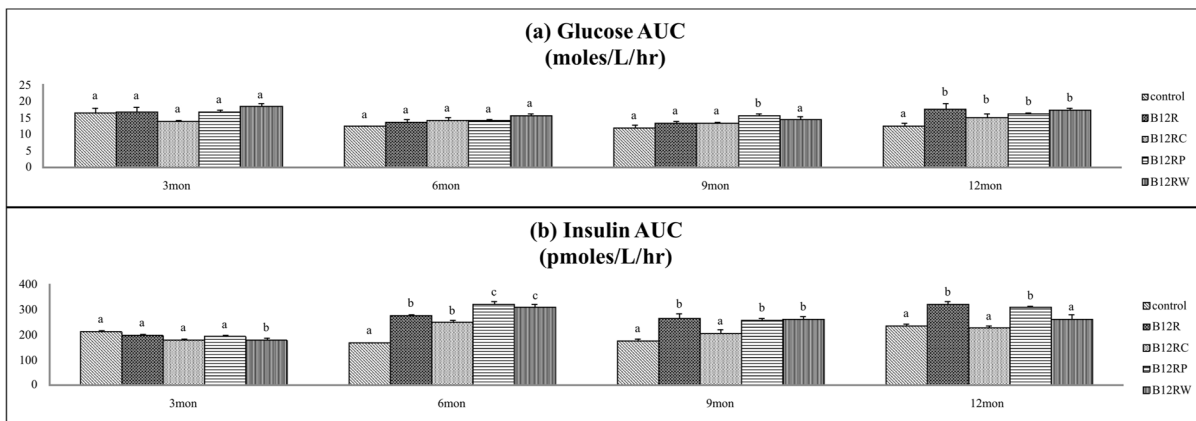 (a) Glucose AUC
(moles/L/hr)
25
20
15
10
5
0
a a a a a
a a a a a
a a a b a
a b b b b
3mon 6mon 9mon 12mon
control
B12R
B12RC
B12RP
B12RW
(b) Insulin AUC
(pmoles/L/hr)
400
300
200
100
0
a a a a b
a b b c c
a b a b b
a b a b a
3mon 6mon 9mon 12mon
control
B12R
B12RC
B12RP
B12RW